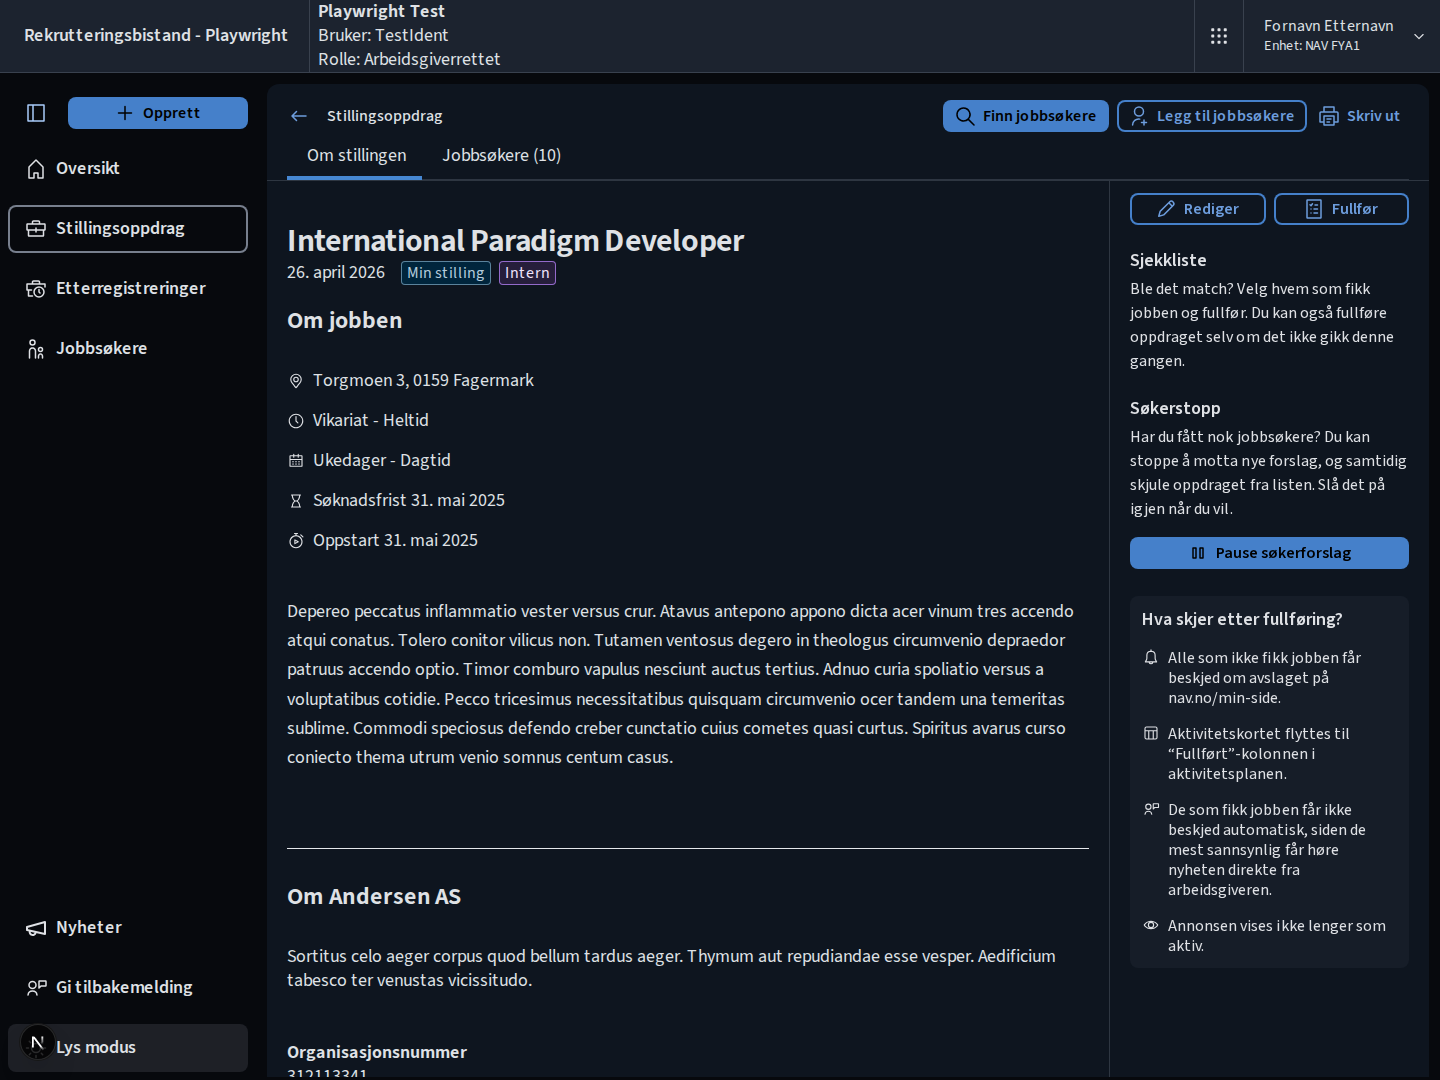 Rekrutteringsbistand - Playwright
Playwright Test
Bruker: TestIdent
Rolle: Arbeidsgiverrettet
Fornavn Etternavn
Enhet: NAV FYA1
Opprett
Oversikt
Stillingsoppdrag
Etterregistreringer
Jobbsøkere
Nyheter
Gi tilbakemelding
N
Lys modus
Stillingsoppdrag
Finn jobbsøkere
Legg til jobbsøkere
Skriv ut
Om stillingen
Jobbsøkere (10)
International Paradigm Developer
26. april 2026
Min stilling
Intern
Om jobben
Torgmoen 3, 0159 Fagermark
Vikariat - Heltid
Ukedager - Dagtid
Søknadsfrist 31. mai 2025
Oppstart 31. mai 2025
Depereo peccatus inflammatio vester versus crur. Atavus antepono appono dicta acer vinum tres accendo
atqui conatus. Tolero conitor vilicus non. Tutamen ventosus degero in theologus circumvenio depraedor
patruus accendo optio. Timor comburo vapulus nesciunt auctus tertius. Adnuo curia spoliatio versus a
voluptatibus cotidie. Pecco tricesimus necessitatibus quisquam circumvenio ocer tandem una temeritas
sublime. Commodi speciosus defendo creber cunctatio cuius cometes quasi curtus. Spiritus avarus curso
coniecto thema utrum venio somnus centum casus.
Om Andersen AS
Sortitus celo aeger corpus quod bellum tardus aeger. Thymum aut repudiandae esse vesper. Aedificium
tabesco ter venustas vicissitudo.
Organisasjonsnummer
312113341
Rediger
Fullfør
Sjekkliste
Ble det match? Velg hvem som fikk
jobben og fullfør. Du kan også fullføre
oppdraget selv om det ikke gikk denne
gangen.
Søkerstopp
Har du fått nok jobbsøkere? Du kan
stoppe å motta nye forslag, og samtidig
skjule oppdraget fra listen. Slå det på
igjen når du vil.
Pause søkerforslag
Hva skjer etter fullføring?
Alle som ikke fikk jobben får
beskjed om avslaget på
nav.no/min-side.
Aktivitetskortet flyttes til
“Fullført”-kolonnen i
aktivitetsplanen.
De som fikk jobben får ikke
beskjed automatisk, siden de
mest sannsynlig får høre
nyheten direkte fra
arbeidsgiveren.
Annonsen vises ikke lenger som
aktiv.